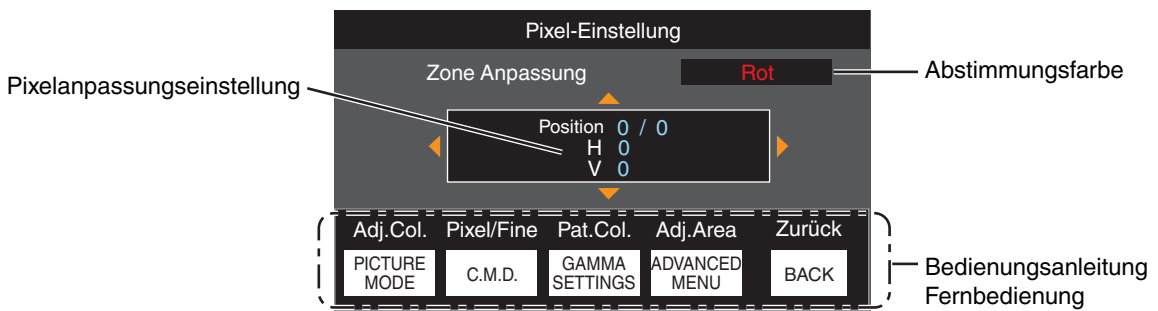 Pixel-Einstellung
Zone Anpassung Rot
Abstimmungsfarbe
Pixelanpassungseinstellung
Position 0 / 0
H 0
V 0
Adj.Col. Pixel/Fine Pat.Col. Adj.Area Zurück
PICTURE MODE C.M.D. GAMMA SETTINGS ADVANCED MENU BACK
Bedienungsanleitung
Fernbedienung